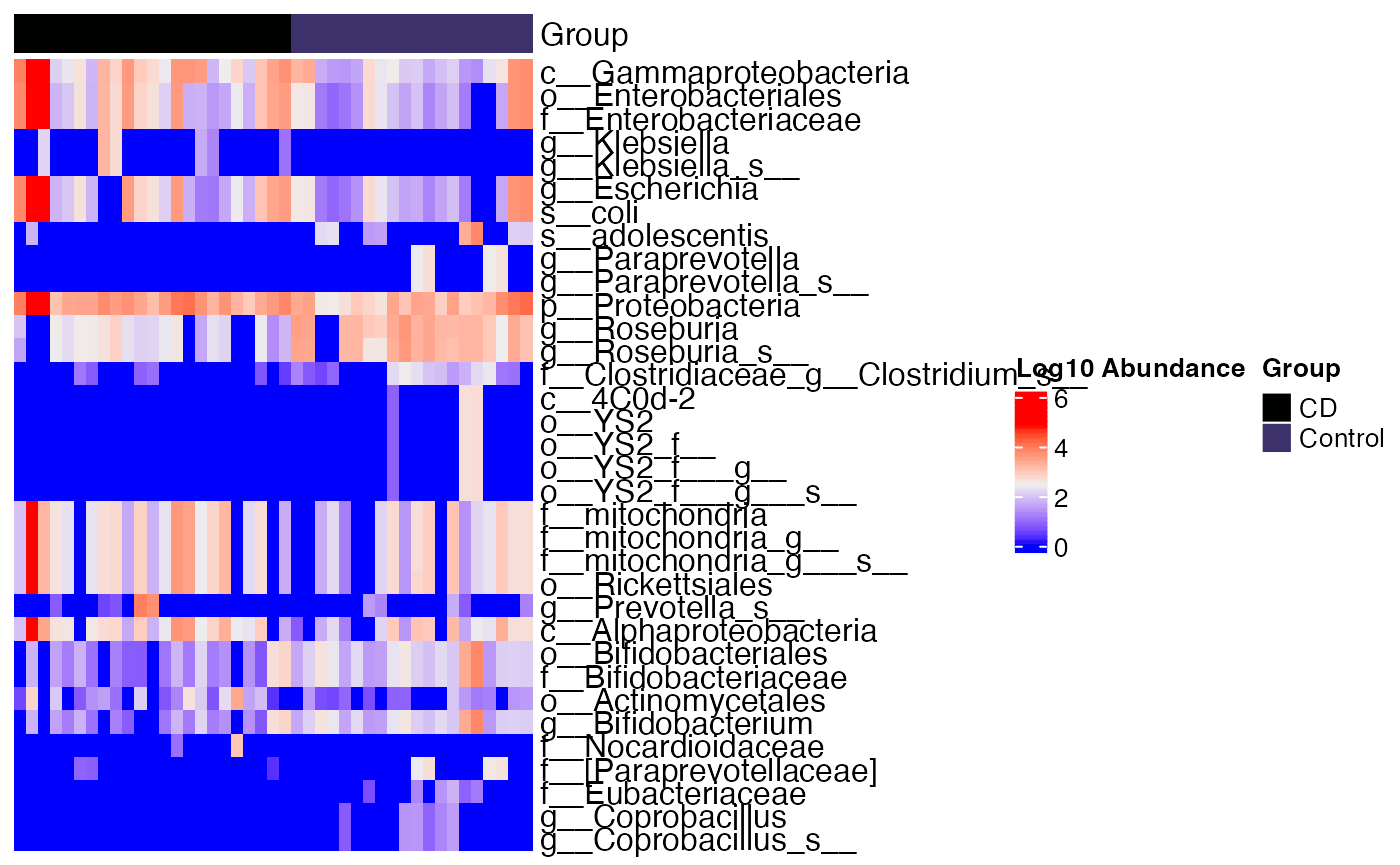 Group
c__Gammaproteobacteria
o__Enterobacteriales
f__Enterobacteriaceae
g__Klebsiella
g__Klebsiella_s__
g__Escherichia
s__coli
s__adolescentis
g__Paraprevotella
g__Paraprevotella_s__
p__Proteobacteria
g__Roseburia
g__Roseburia_s__
f__Clostridiaceae_g__Clostridium_s__
c__4C0d-2
o__YS2
o__YS2_f__
o__YS2_f___g__
o__YS2_f___g___s__
f__mitochondria
f__mitochondria_g__
f__mitochondria_g___s__
o__Rickettsiales
g__Prevotella_s__
c__Alphaproteobacteria
o__Bifidobacteriales
f__Bifidobacteriaceae
o__Actinomycetales
g__Bifidobacterium
f__Nocardioidaceae
f__[Paraprevotellaceae]
f__Eubacteriaceae
g__Coprobacillus
g__Coprobacillus_s__
Log10 Abundance
6
4
2
0
Group
CD
Control